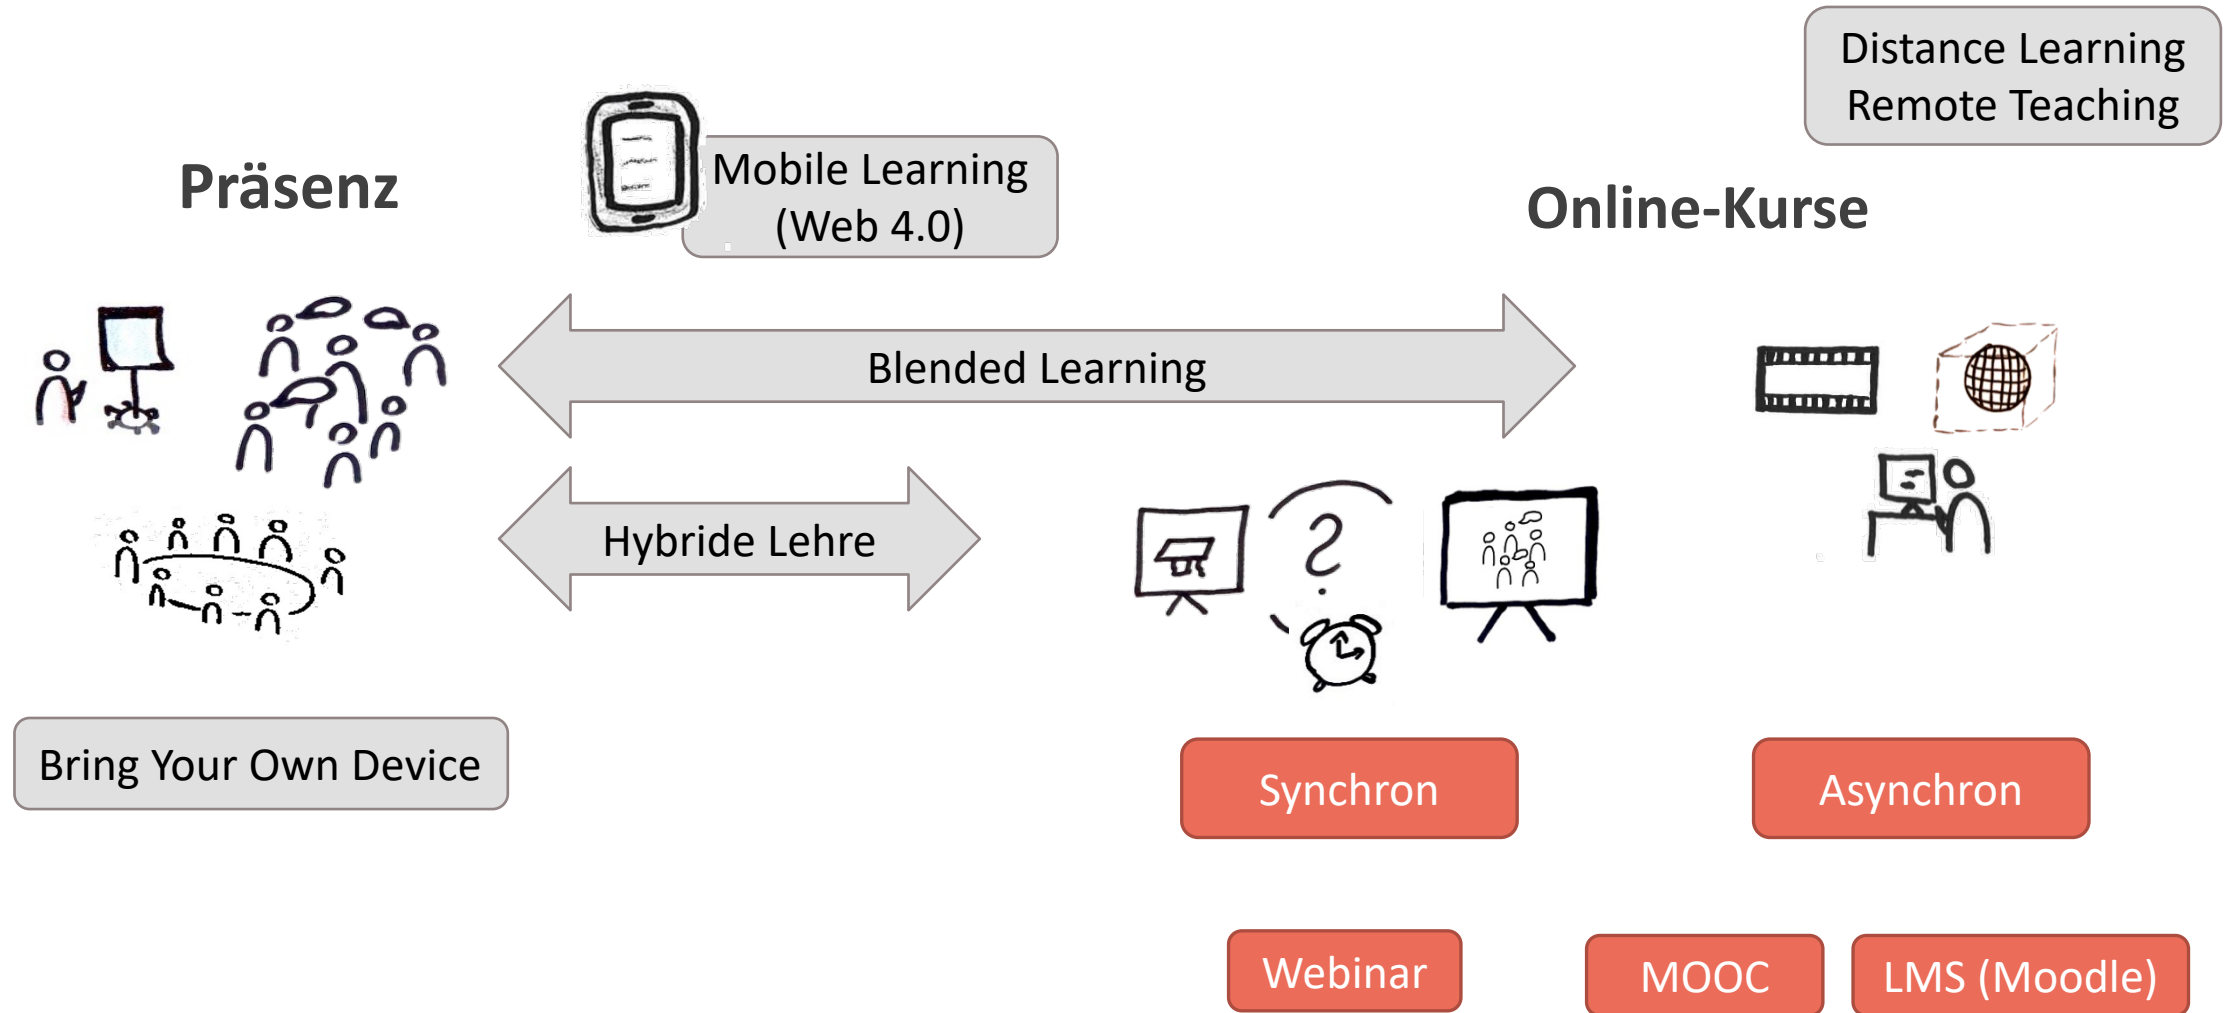 Distance Learning
Remote Teaching
Präsenz
Mobile Learning
(Web 4.0)
Online-Kurse
Blended Learning
Hybride Lehre
?
Bring Your Own Device
Synchron
Asynchron
Webinar
MOOC
LMS (Moodle)